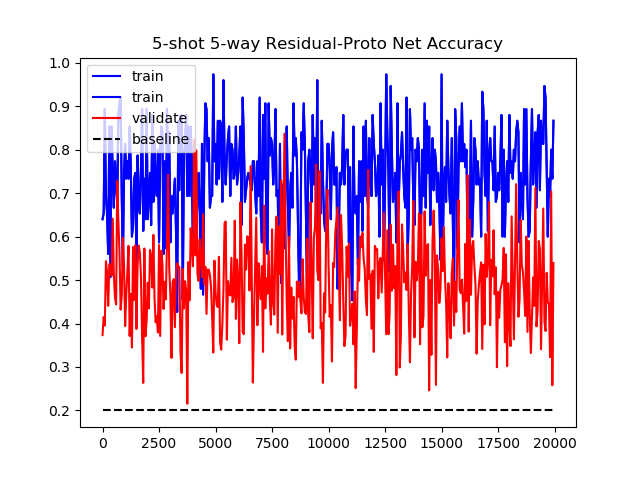 5-shot 5-way Residual-Proto Net Accuracy
train
train
validate
baseline
1.0
0.9
0.8
0.7
0.6
0.5
0.4
0.3
0.2
0 2500 5000 7500 10000 12500 15000 17500 20000